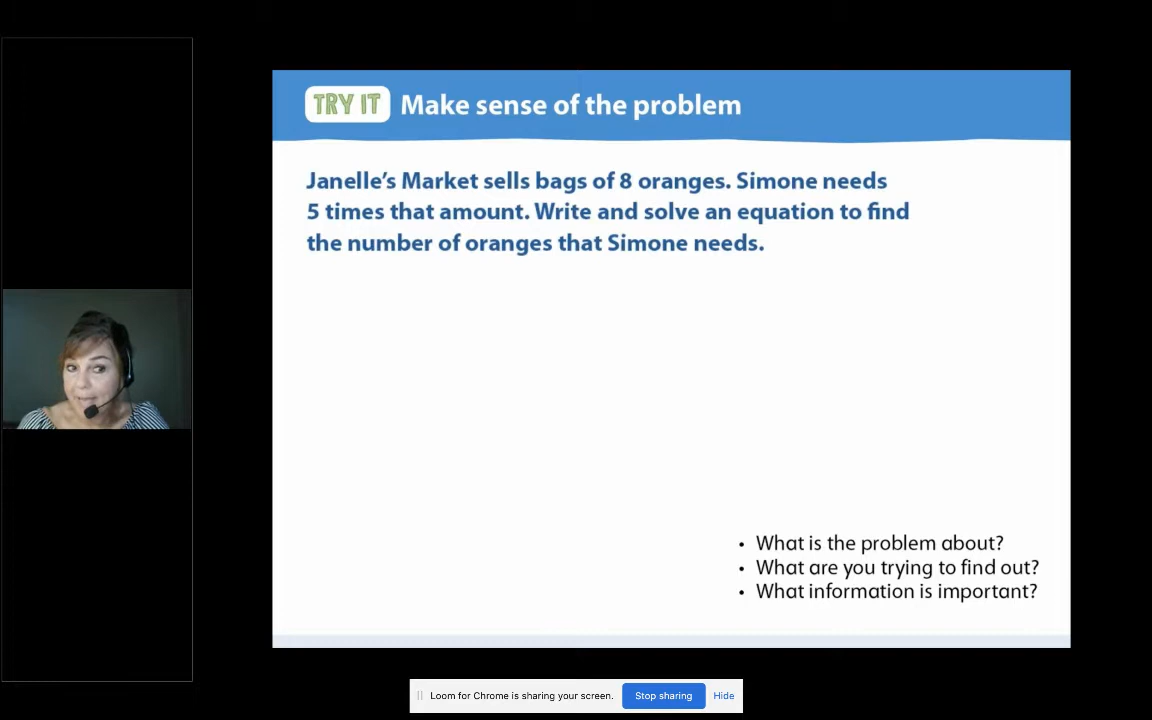 TRY IT Make sense of the problem
Janelle's Market sells bags of 8 oranges. Simone needs
5 times that amount. Write and solve an equation to find
the number of oranges that Simone needs.
• What is the problem about?
• What are you trying to find out?
• What information is important?
Loom for Chrome is sharing your screen. Stop sharing Hide